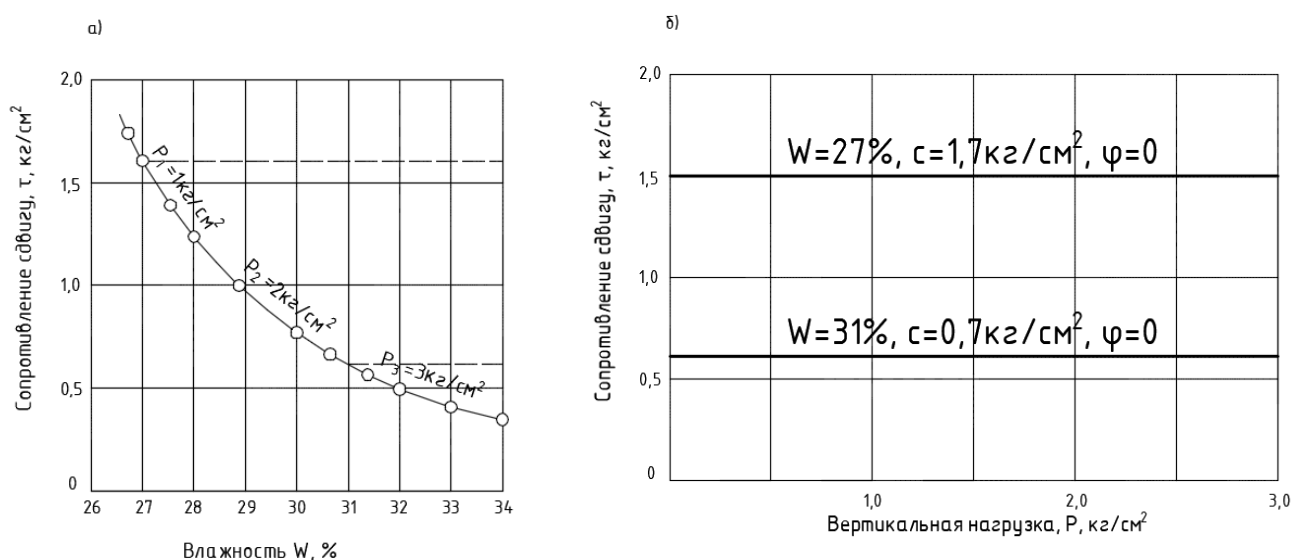 а)
Сопротивление сдвигу, τ, кг/см²
2,0
1,5
1,0
0,5
0
P₁=1кг/см²
P₂=2кг/см²
P₃=3кг/см²
26 27 28 29 30 31 32 33 34
Влажность W, %
б)
Сопротивление сдвигу, τ, кг/см²
2,0
1,5
1,0
0,5
0
W=27%, с=1,7кг/см², φ=0
W=31%, с=0,7кг/см², φ=0
1,0 2,0 3,0
Вертикальная нагрузка, P, кг/см²